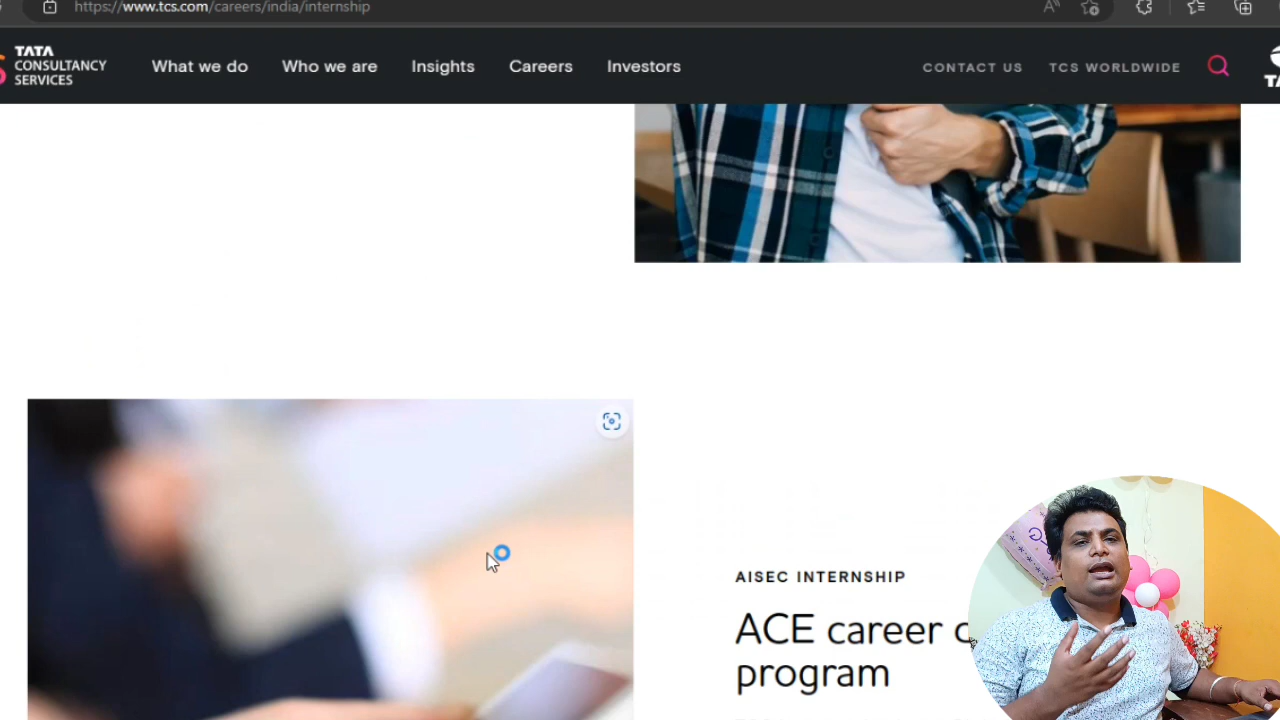 https://www.tcs.com/careers/india/internship
TATA
CONSULTANCY
SERVICES
What we do
Who we are
Insights
Careers
Investors
CONTACT US
TCS WORLDWIDE
AISEC INTERNSHIP
ACE career
program